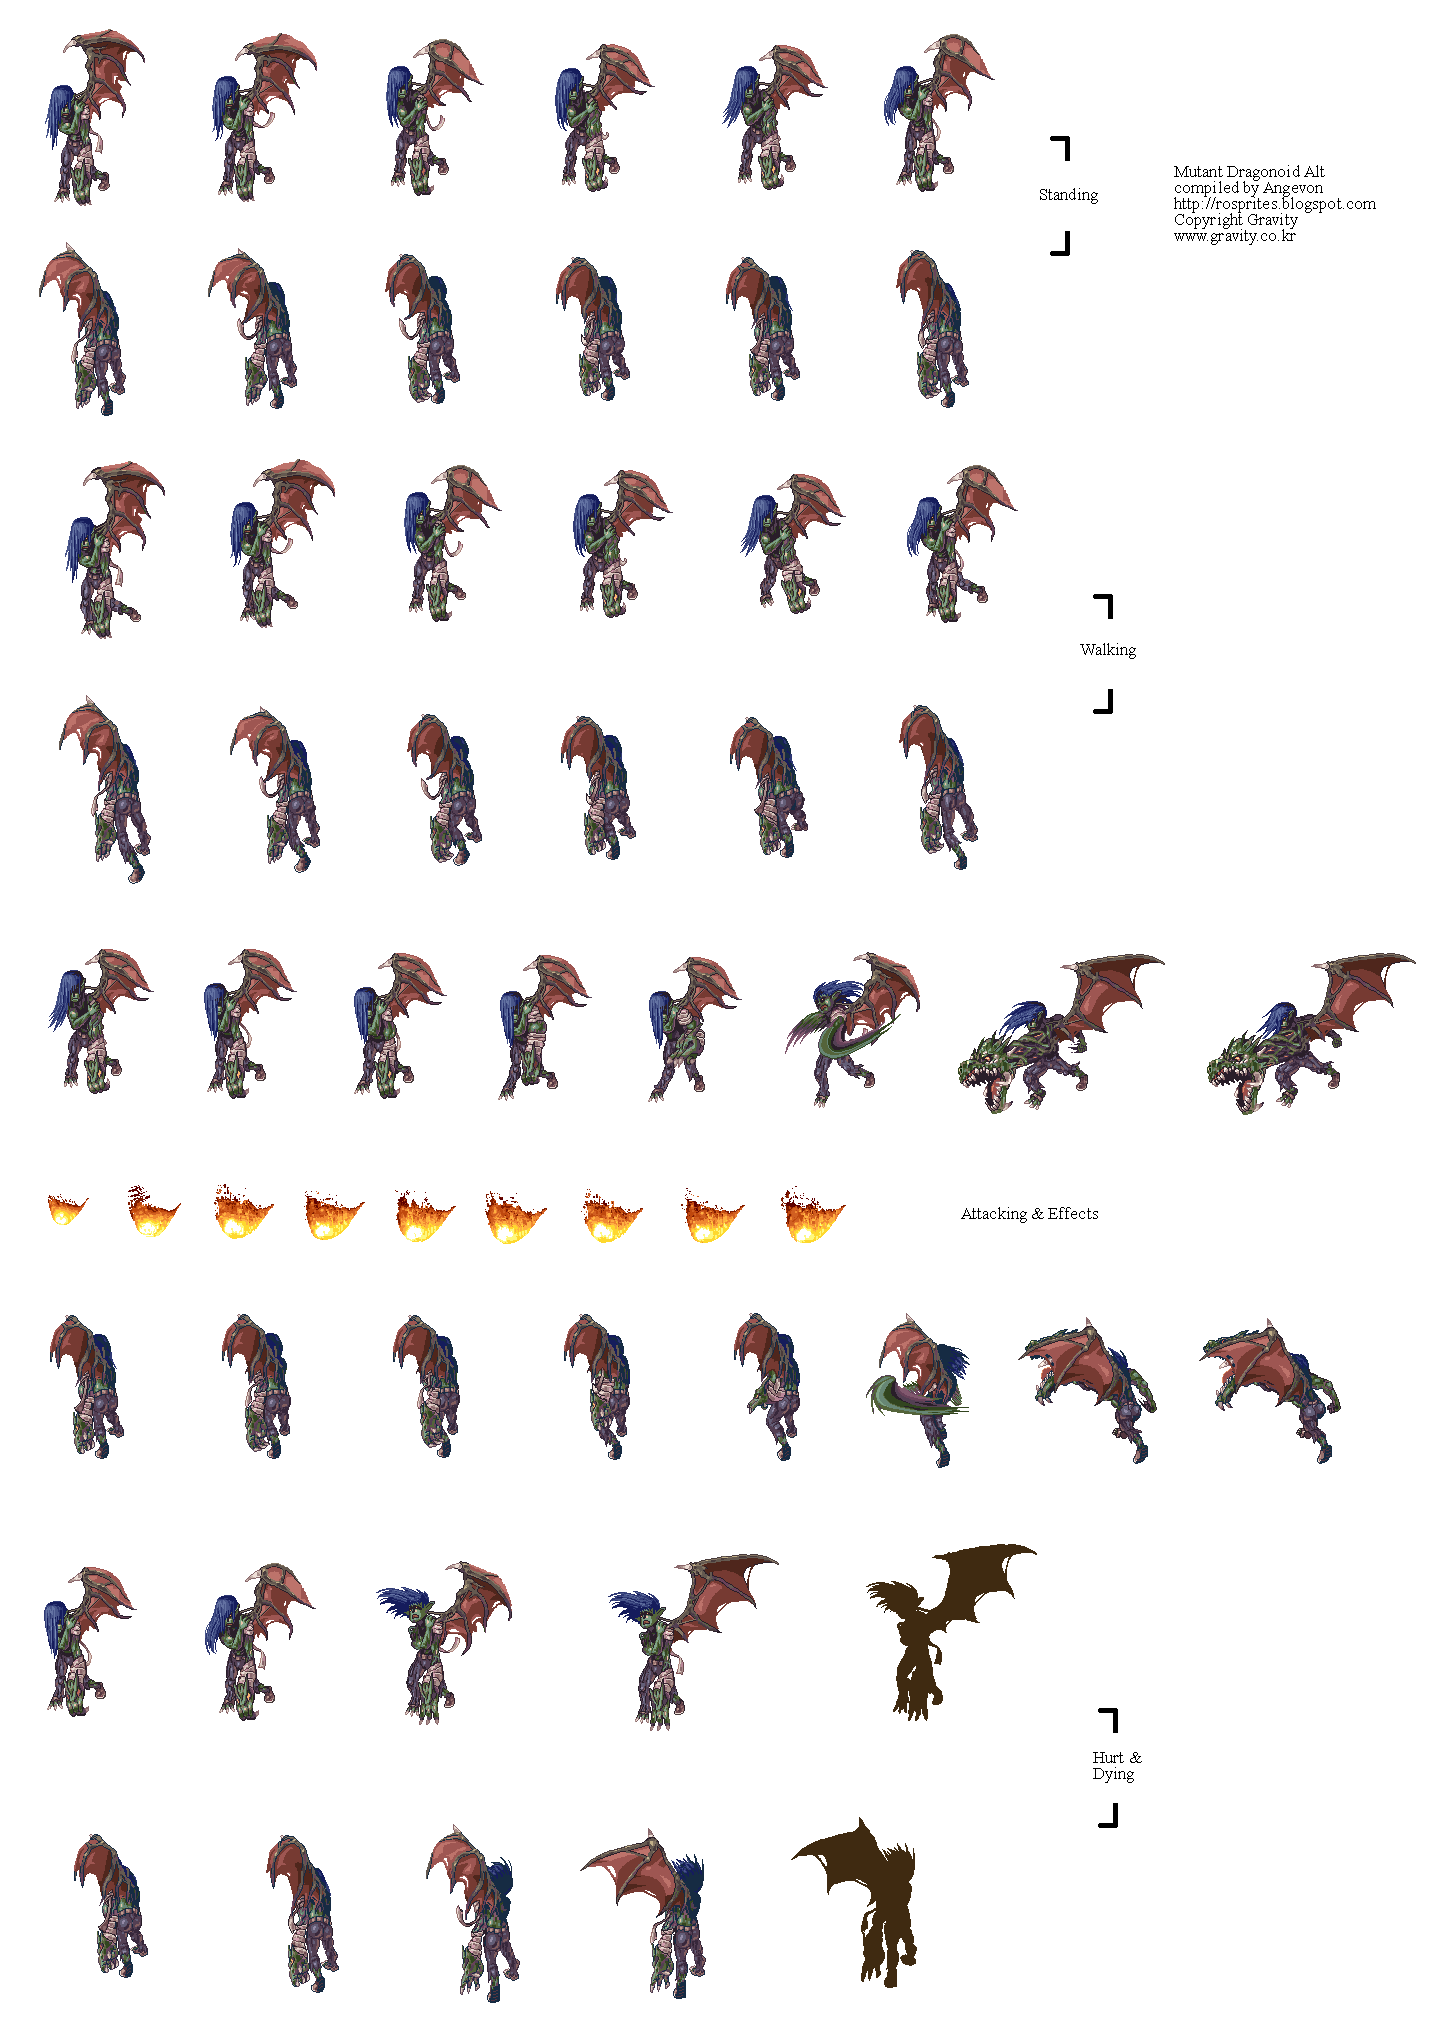 Mutant Dragonoid Alt
compiled by Angevon
http://rosprites.blogspot.com
Copyright Gravity
www.gravity.co.kr
Standing
Walking
Attacking & Effects
Hurt &
Dying